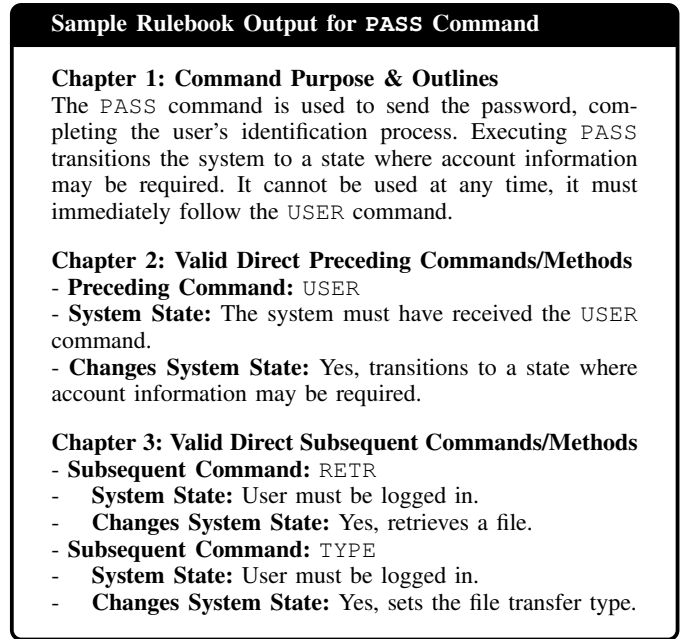 Sample Rulebook Output for PASS Command
Chapter 1: Command Purpose & Outlines
The PASS command is used to send the password, com-
pleting the user's identification process. Executing PASS
transitions the system to a state where account information
may be required. It cannot be used at any time, it must
immediately follow the USER command.
Chapter 2: Valid Direct Preceding Commands/Methods
- Preceding Command: USER
- System State: The system must have received the USER
command.
- Changes System State: Yes, transitions to a state where
account information may be required.
Chapter 3: Valid Direct Subsequent Commands/Methods
- Subsequent Command: RETR
- System State: User must be logged in.
- Changes System State: Yes, retrieves a file.
- Subsequent Command: TYPE
- System State: User must be logged in.
- Changes System State: Yes, sets the file transfer type.